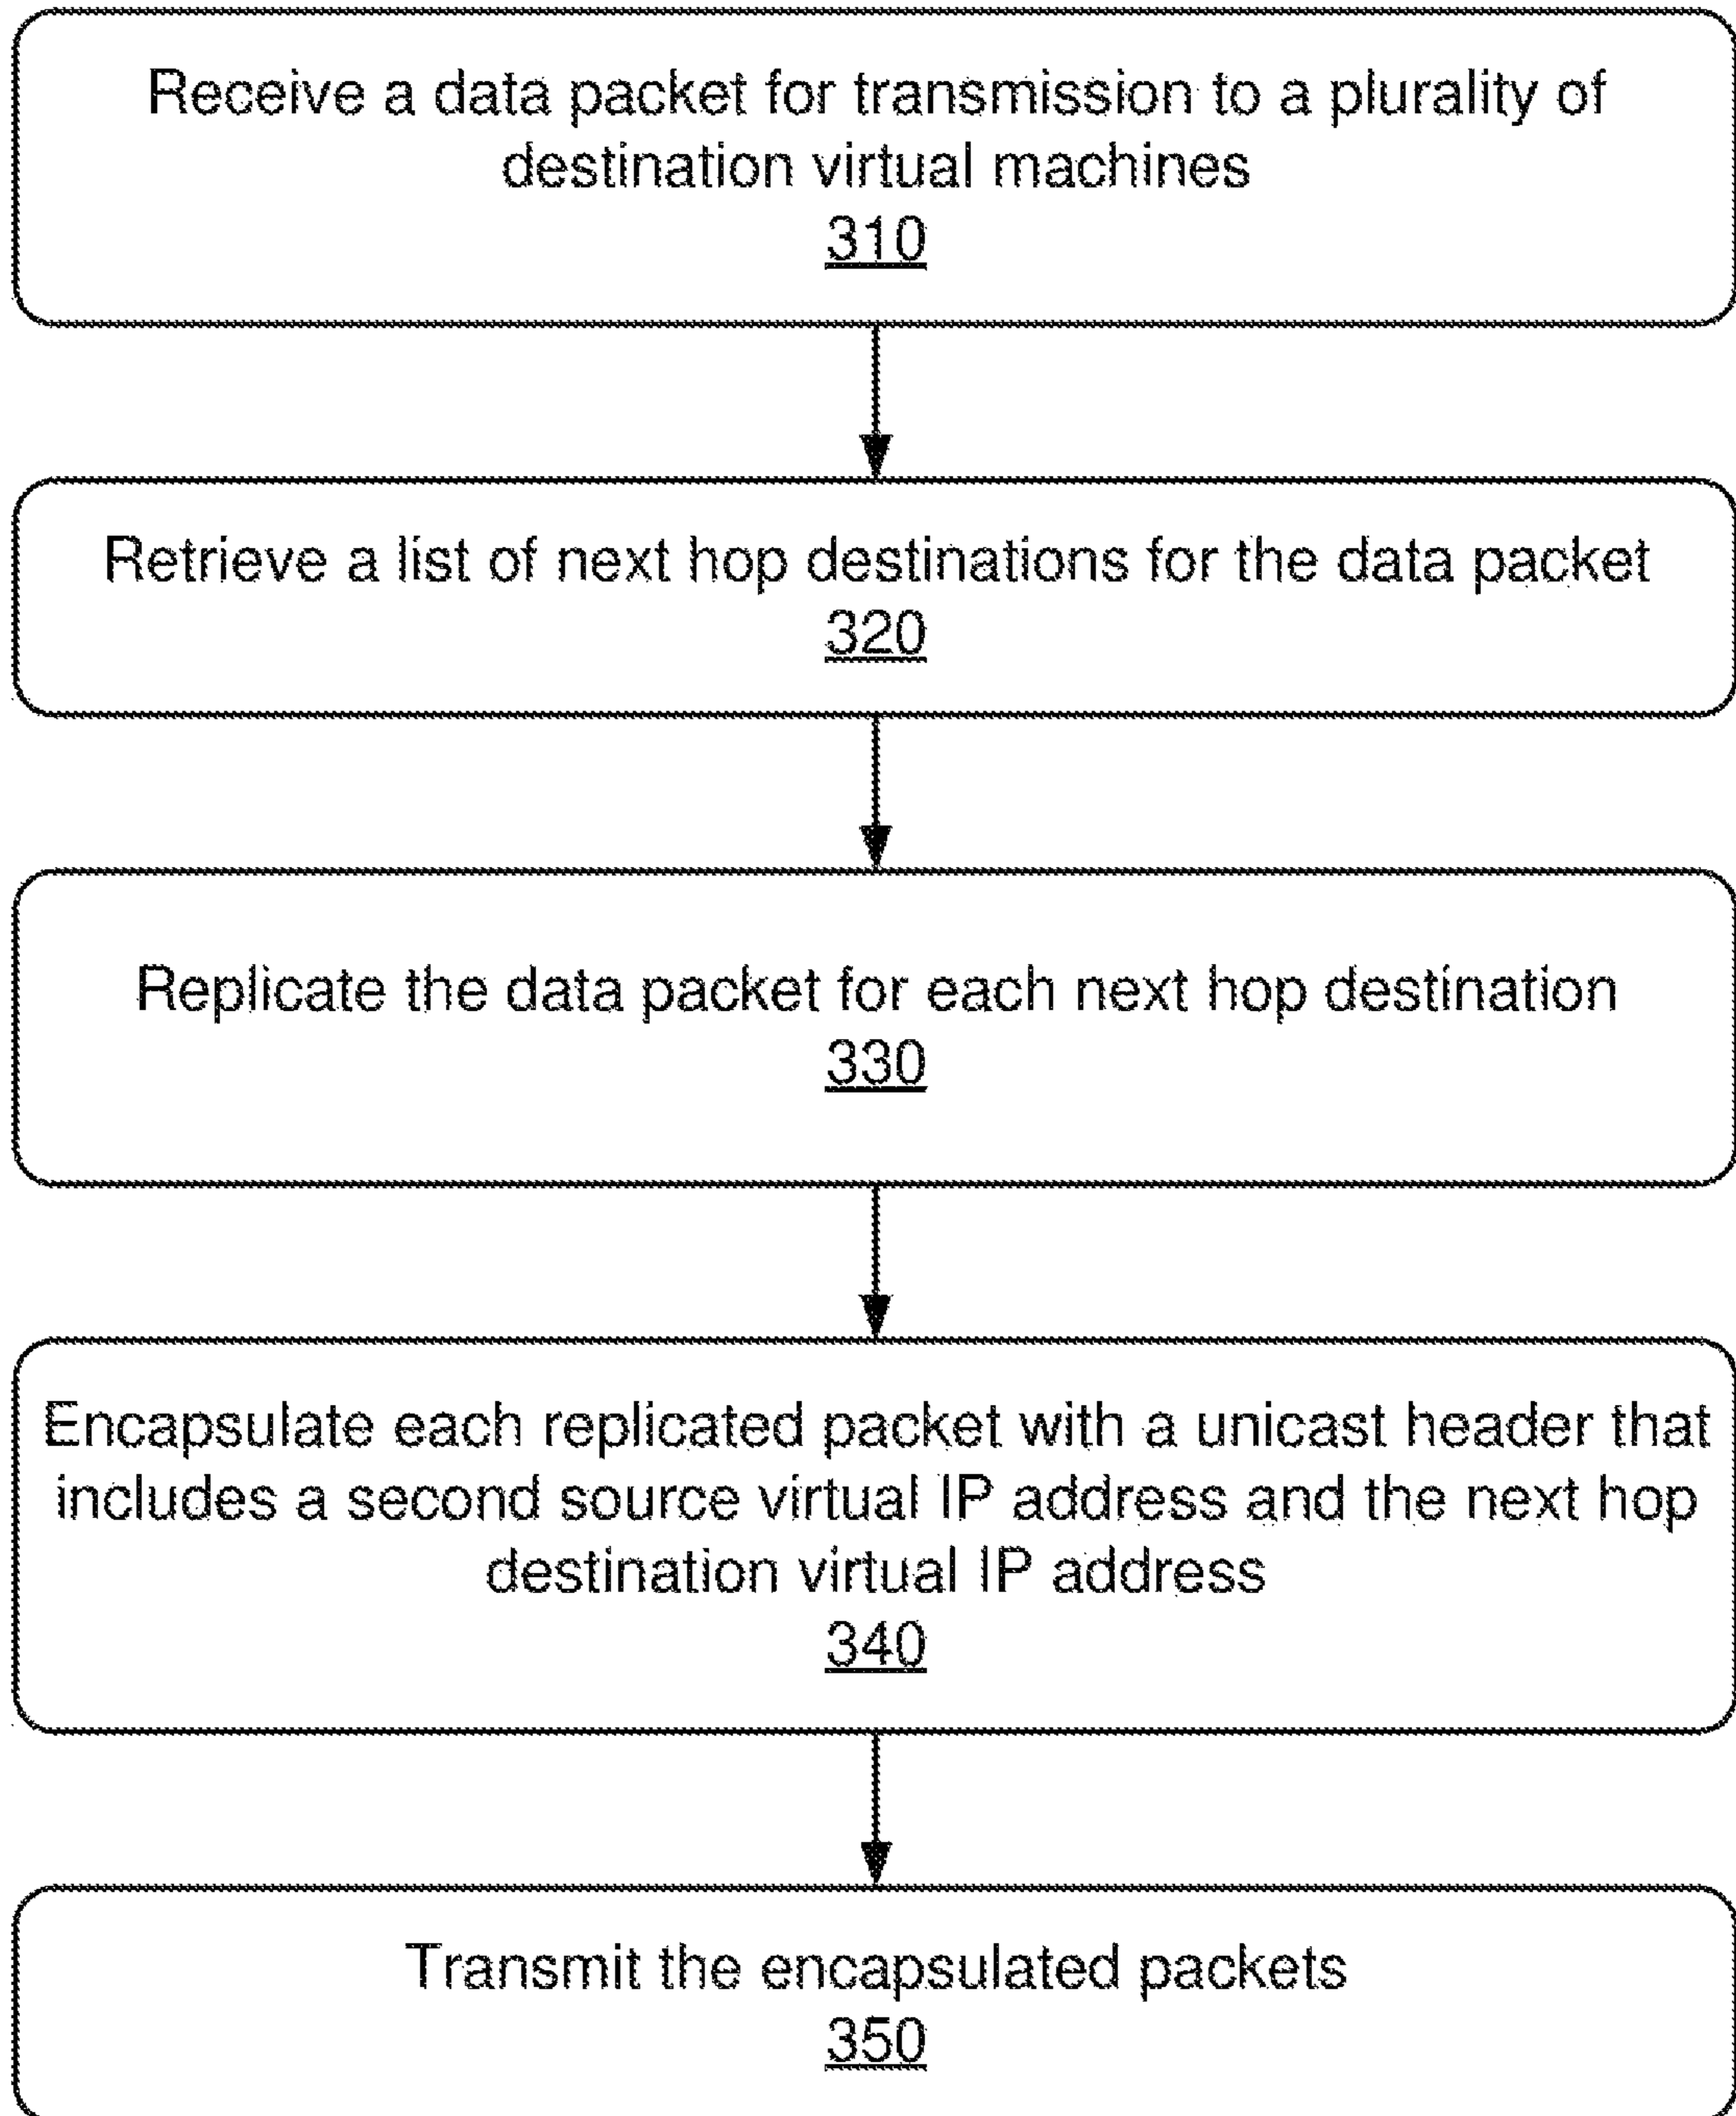 Receive a data packet for transmission to a plurality of
destination virtual machines
310
Retrieve a list of next hop destinations for the data packet
320
Replicate the data packet for each next hop destination
330
Encapsulate each replicated packet with a unicast header that
includes a second source virtual IP address and the next hop
destination virtual IP address
340
Transmit the encapsulated packets
350